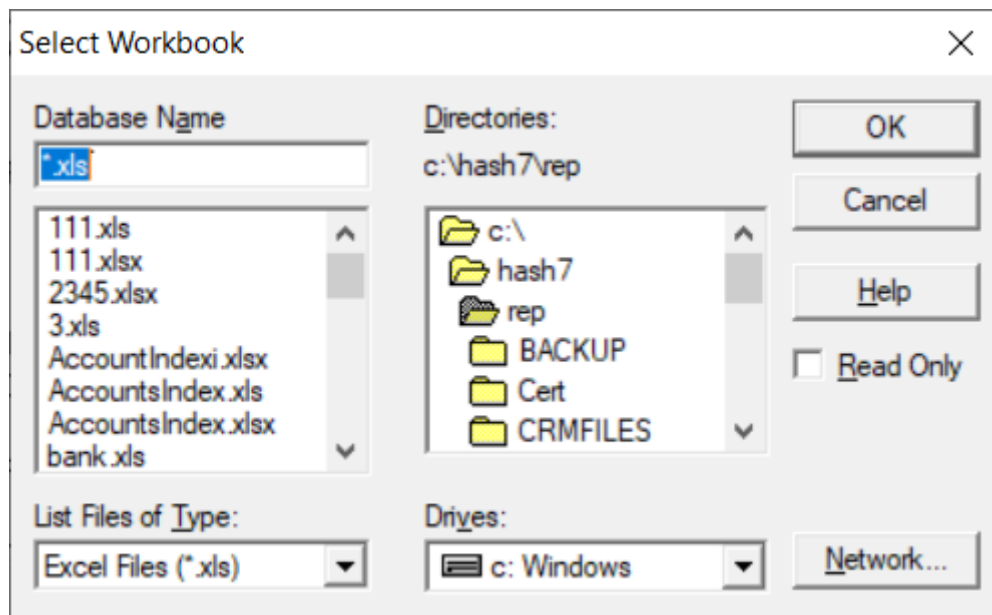 Select Workbook
Database Name
*.xls
111.xls
111.xlsx
2345.xlsx
3.xls
AccountIndexi.xlsx
AccountsIndex.xls
AccountsIndex.xlsx
bank.xls
List Files of Type:
Excel Files (*.xls)
Directories:
c:\hash7\rep
c:\
hash7
rep
BACKUP
Cert
CRMFILES
Drives:
c: Windows
OK
Cancel
Help
Read Only
Network...